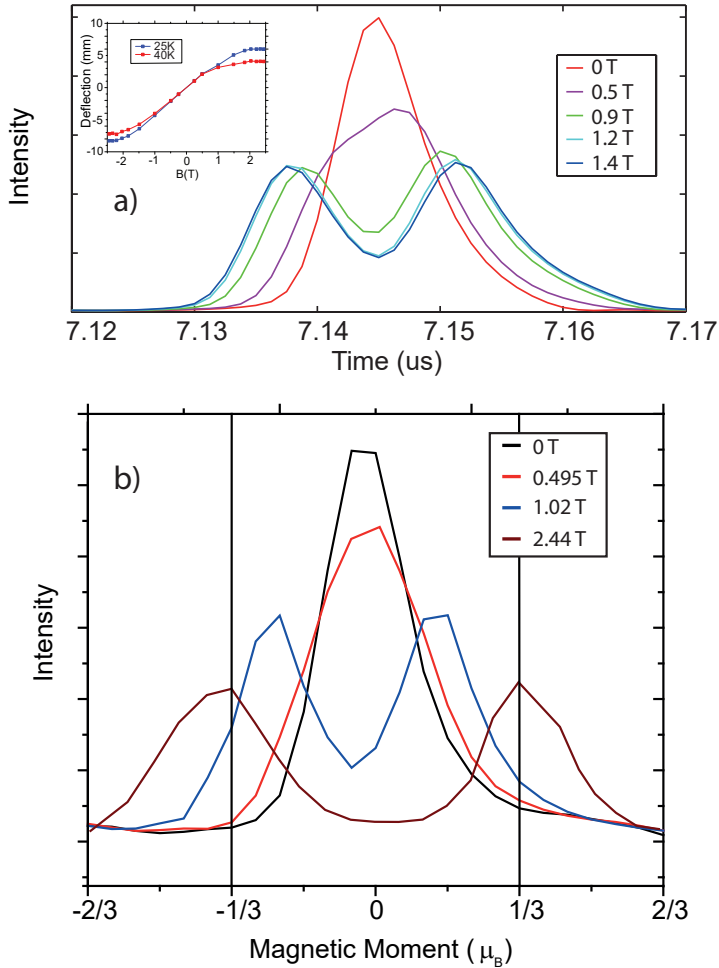 10
5
0
-5
-10
Deflection (mm)
25K
40K
-2
-1
0
1
2
B(T)
0 T
0.5 T
0.9 T
1.2 T
1.4 T
Intensity
a)
7.12
7.13
7.14
7.15
7.16
7.17
Time (us)
b)
0 T
0.495 T
1.02 T
2.44 T
Intensity
-2/3
-1/3
0
1/3
2/3
Magnetic Moment (μB)